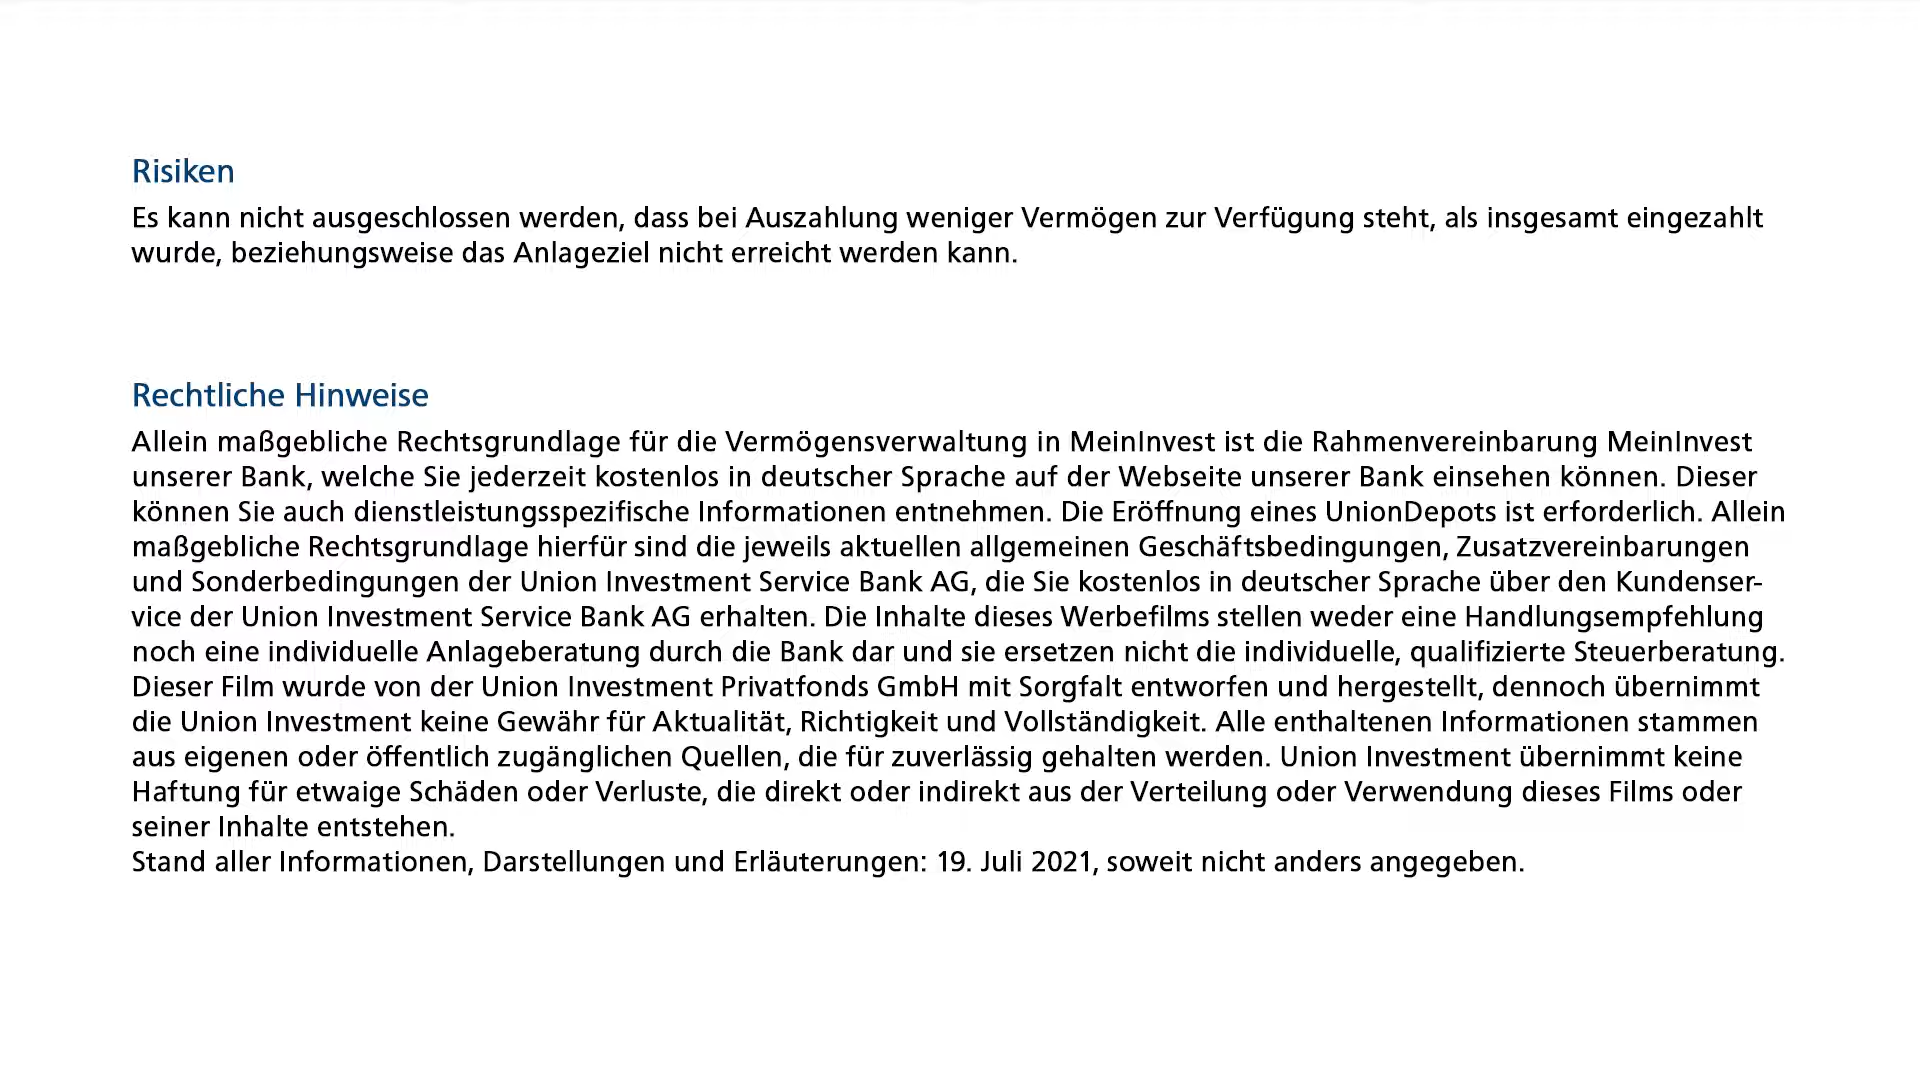 Risiken
Es kann nicht ausgeschlossen werden, dass bei Auszahlung weniger Vermögen zur Verfügung steht, als insgesamt eingezahlt
wurde, beziehungsweise das Anlageziel nicht erreicht werden kann.
Rechtliche Hinweise
Allein maßgebliche Rechtsgrundlage für die Vermögensverwaltung in MeinInvest ist die Rahmenvereinbarung MeinInvest
unserer Bank, welche Sie jederzeit kostenlos in deutscher Sprache auf der Webseite unserer Bank einsehen können. Dieser
können Sie auch dienstleistungsspezifische Informationen entnehmen. Die Eröffnung eines UnionDepots ist erforderlich. Allein
maßgebliche Rechtsgrundlage hierfür sind die jeweils aktuellen allgemeinen Geschäftsbedingungen, Zusatzvereinbarungen
und Sonderbedingungen der Union Investment Service Bank AG, die Sie kostenlos in deutscher Sprache über den Kundenser-
vice der Union Investment Service Bank AG erhalten. Die Inhalte dieses Werbefilms stellen weder eine Handlungsempfehlung
noch eine individuelle Anlageberatung durch die Bank dar und sie ersetzen nicht die individuelle, qualifizierte Steuerberatung.
Dieser Film wurde von der Union Investment Privatfonds GmbH mit Sorgfalt entworfen und hergestellt, dennoch übernimmt
die Union Investment keine Gewähr für Aktualität, Richtigkeit und Vollständigkeit. Alle enthaltenen Informationen stammen
aus eigenen oder öffentlich zugänglichen Quellen, die für zuverlässig gehalten werden. Union Investment übernimmt keine
Haftung für etwaige Schäden oder Verluste, die direkt oder indirekt aus der Verteilung oder Verwendung dieses Films oder
seiner Inhalte entstehen.
Stand aller Informationen, Darstellungen und Erläuterungen: 19. Juli 2021, soweit nicht anders angegeben.